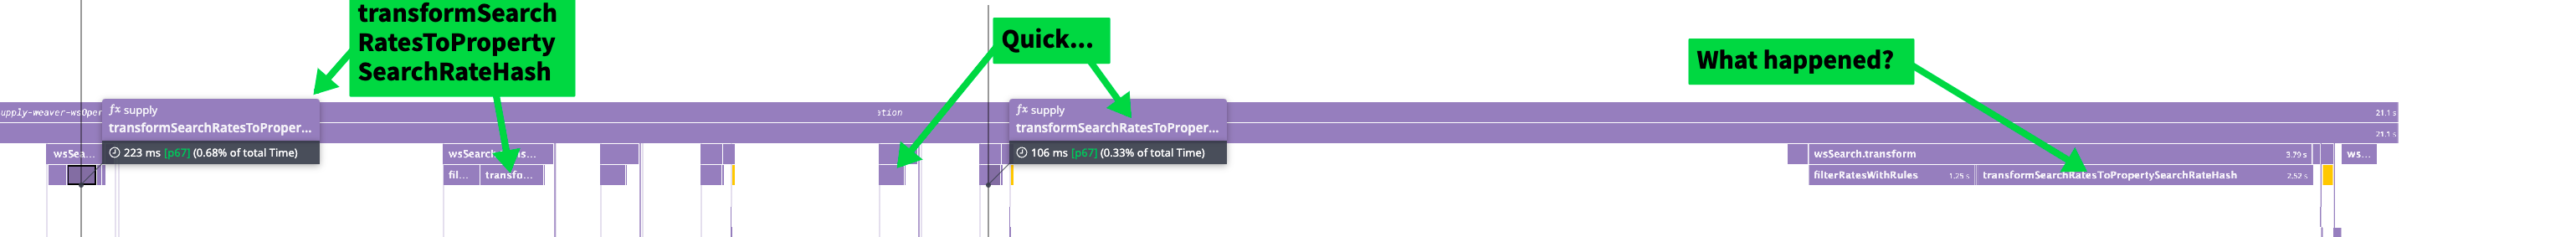 transformSearch
RatesToProperty
SearchRateHash
Quick...
What happened?
upply-weaver-wsOper
ation
21.1 s
21.1 s
fx supply
transformSearchRatesToProper...
223 ms [p67] (0.68% of total Time)
fx supply
transformSearchRatesToProper...
106 ms [p67] (0.33% of total Time)
wsSea...
wsSearch
s...
wsSearch.transform
3.79 s
ws...
fil...
transfo...
filterRatesWithRules
1.25 s
transformSearchRatesToPropertySearchRateHash
2.52 s